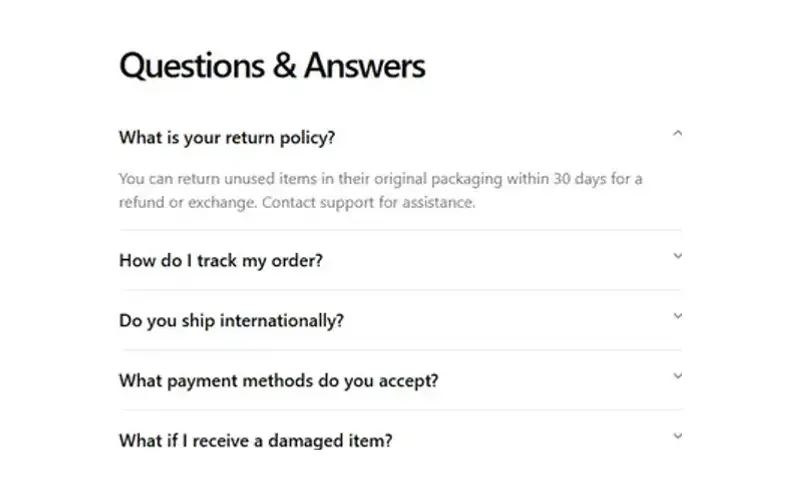 Questions & Answers
What is your return policy?
You can return unused items in their original packaging within 30 days for a
refund or exchange. Contact support for assistance.
How do I track my order?
Do you ship internationally?
What payment methods do you accept?
What if I receive a damaged item?